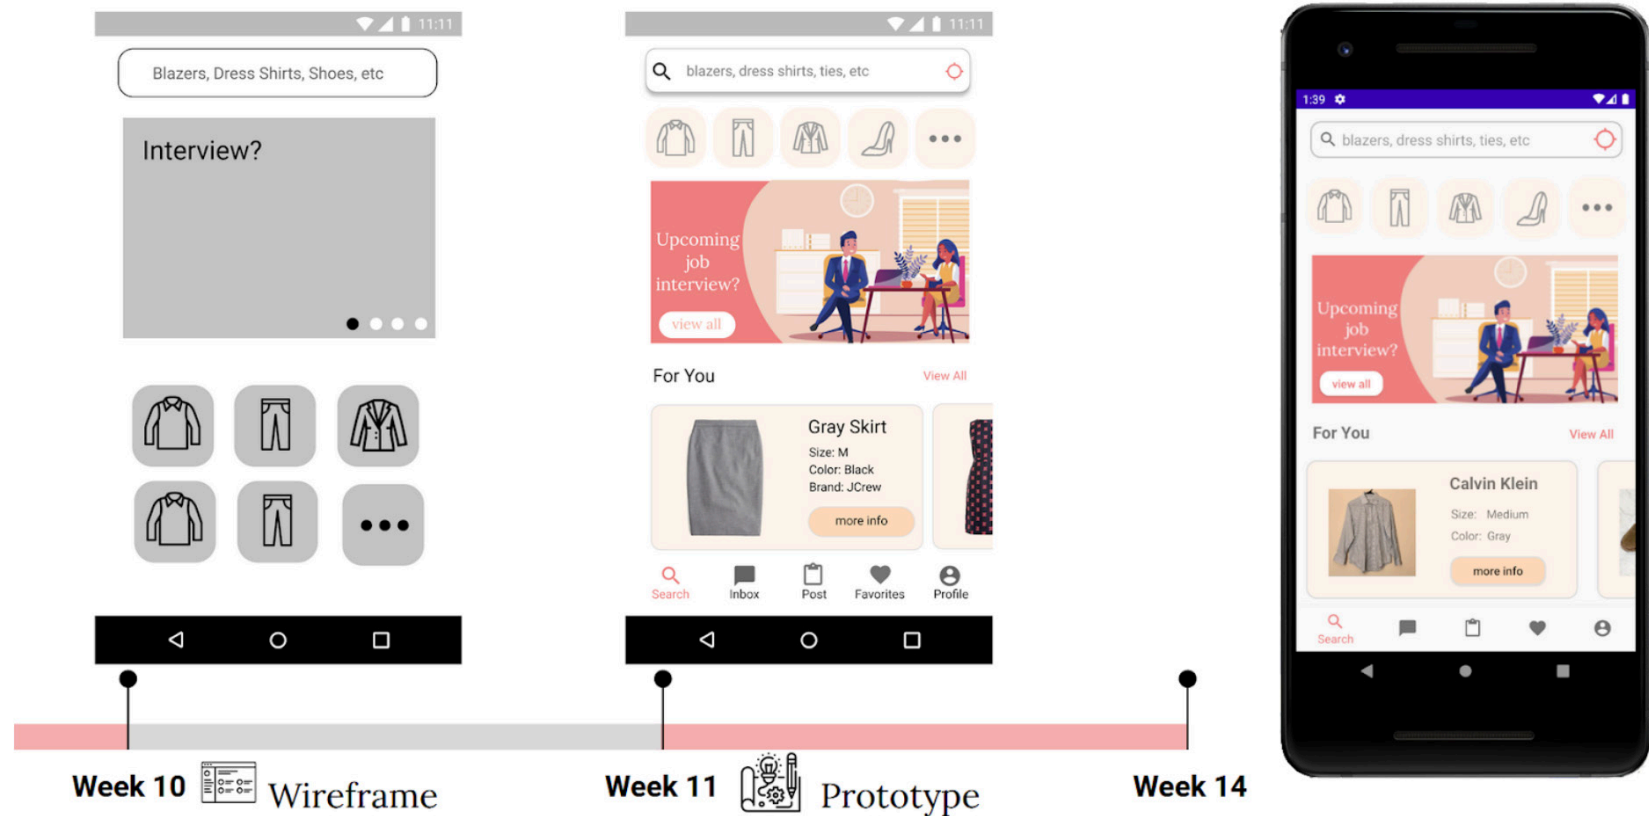 11:11
Blazers, Dress Shirts, Shoes, etc
Interview?
11:11
blazers, dress shirts, ties, etc
Upcoming
job
interview?
view all
For You
View All
Gray Skirt
Size: M
Color: Black
Brand: JCrew
more info
Search
Inbox
Post
Favorites
Profile
1:39
blazers, dress shirts, ties, etc
Upcoming
job
interview?
view all
For You
View All
Calvin Klein
Size: Medium
Color: Gray
more info
Search
Week 10
Wireframe
Week 11
Prototype
Week 14